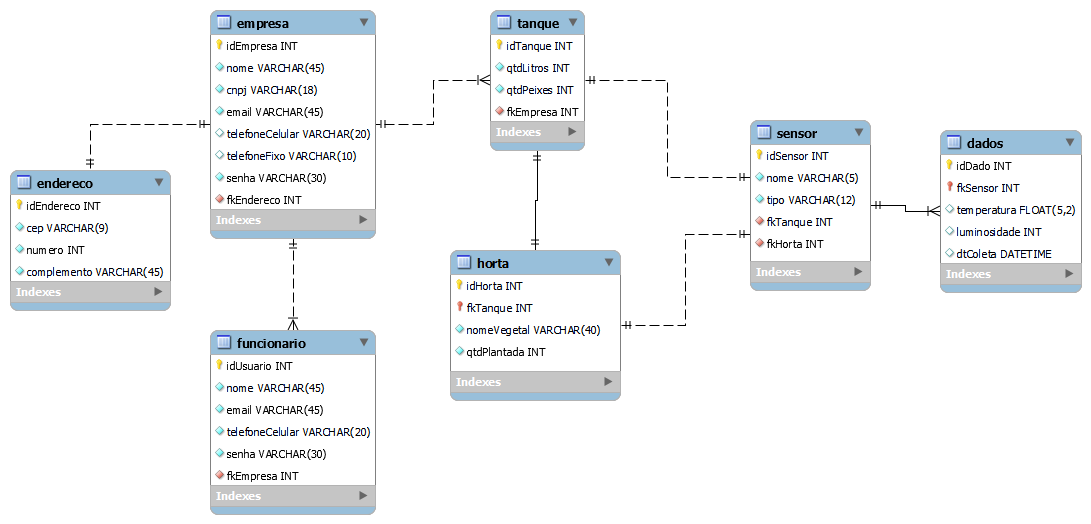 empresa
idEmpresa INT
nome VARCHAR(45)
cnpj VARCHAR(18)
email VARCHAR(45)
telefoneCelular VARCHAR(20)
telefoneFixo VARCHAR(10)
senha VARCHAR(30)
fkEndereco INT
Indexes
tanque
idTanque INT
qtdLitros INT
qtdPeixes INT
fkEmpresa INT
Indexes
endereco
idEndereco INT
cep VARCHAR(9)
numero INT
complemento VARCHAR(45)
Indexes
sensor
idSensor INT
nome VARCHAR(5)
tipo VARCHAR(12)
fkTanque INT
fkHorta INT
Indexes
dados
idDado INT
fkSensor INT
temperatura FLOAT(5,2)
luminosidade INT
dtColeta DATETIME
Indexes
horta
idHorta INT
fkTanque INT
nomeVegetal VARCHAR(40)
qtdPlantada INT
Indexes
funcionario
idUsuario INT
nome VARCHAR(45)
email VARCHAR(45)
telefoneCelular VARCHAR(20)
senha VARCHAR(30)
fkEmpresa INT
Indexes